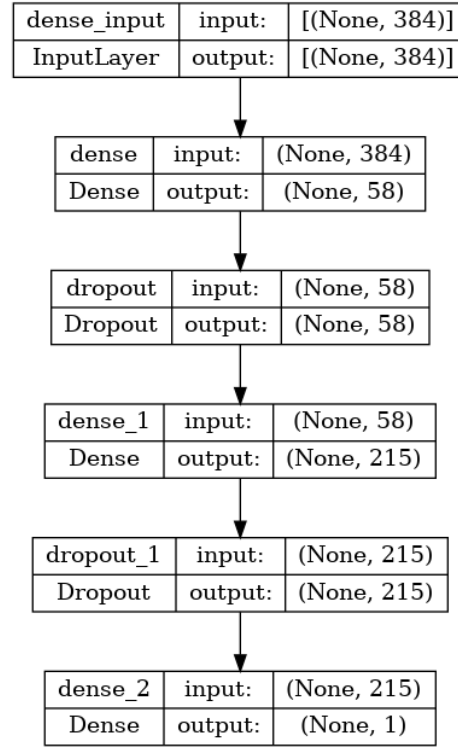 dense_input input: [(None, 384)]
InputLayer output: [(None, 384)]
dense input: (None, 384)
Dense output: (None, 58)
dropout input: (None, 58)
Dropout output: (None, 58)
dense_1 input: (None, 58)
Dense output: (None, 215)
dropout_1 input: (None, 215)
Dropout output: (None, 215)
dense_2 input: (None, 215)
Dense output: (None, 1)